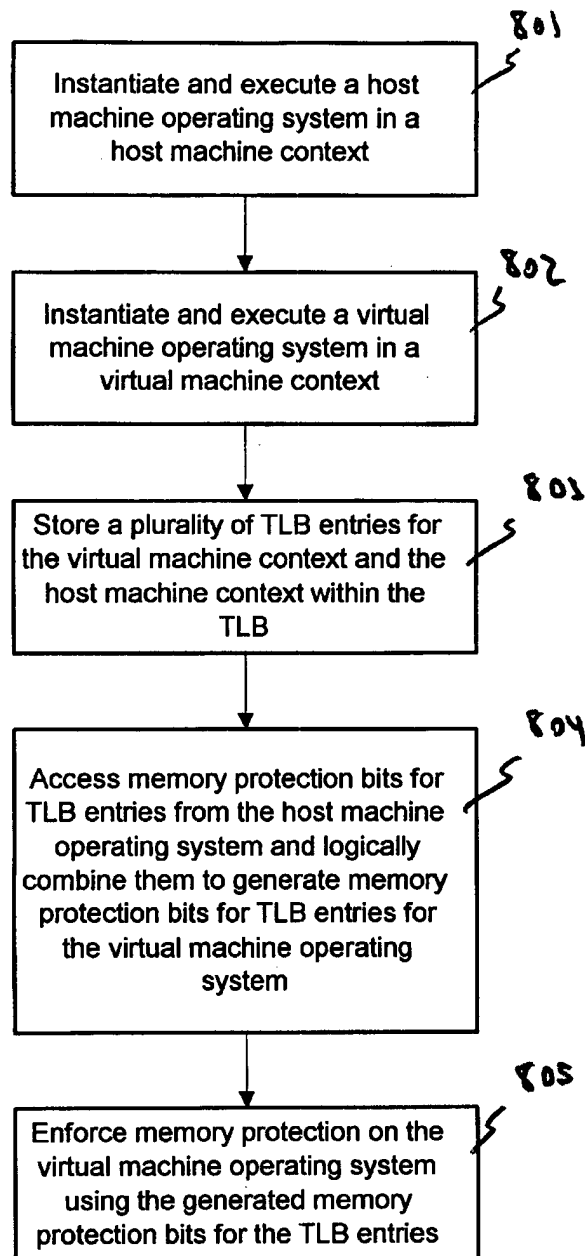 801
Instantiate and execute a host
machine operating system in a
host machine context
802
Instantiate and execute a virtual
machine operating system in a
virtual machine context
803
Store a plurality of TLB entries for
the virtual machine context and the
host machine context within the
TLB
804
Access memory protection bits for
TLB entries from the host machine
operating system and logically
combine them to generate memory
protection bits for TLB entries for
the virtual machine operating
system
805
Enforce memory protection on the
virtual machine operating system
using the generated memory
protection bits for the TLB entries